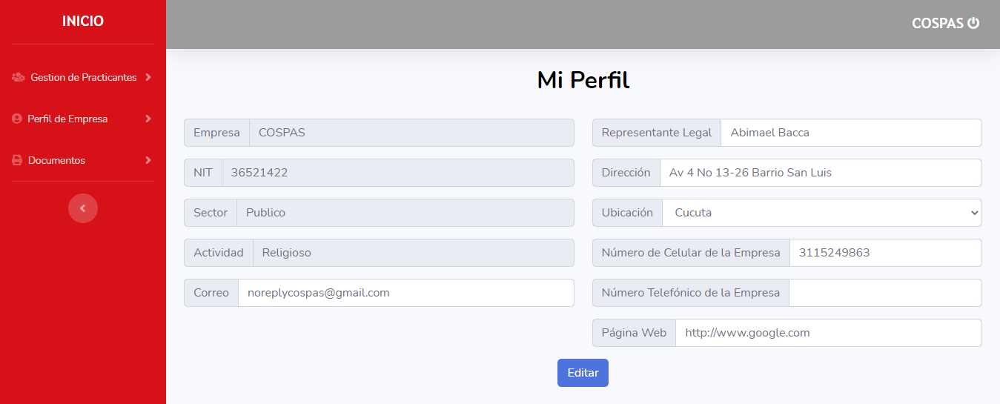 INICIO
COSPAS
Gestion de Practicantes
Perfil de Empresa
Documentos
Mi Perfil
Empresa COSPAS
NIT 36521422
Sector Publico
Actividad Religioso
Correo noreplycospas@gmail.com
Representante Legal Abimael Bacca
Dirección Av 4 No 13-26 Barrio San Luis
Ubicación Cucuta
Número de Celular de la Empresa 3115249863
Número Telefónico de la Empresa
Página Web http://www.google.com
Editar